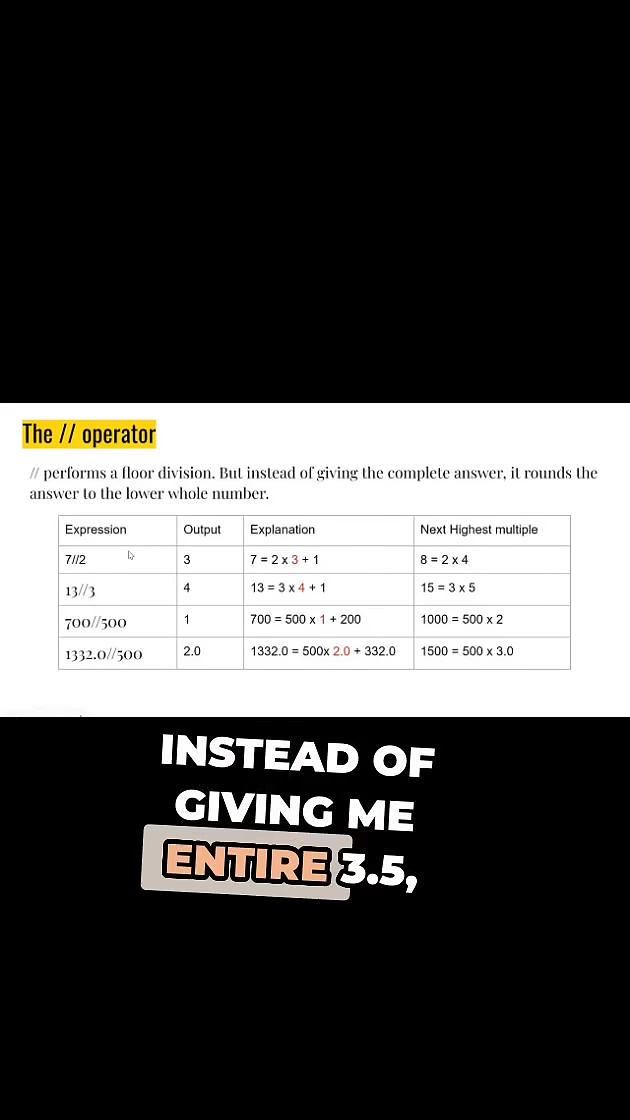 The // operator
// performs a floor division. But instead of giving the complete answer, it rounds the
answer to the lower whole number.
Expression Output Explanation Next Highest multiple
7//2 3 7 = 2 x 3 + 1 8 = 2 x 4
13//3 4 13 = 3 x 4 + 1 15 = 3 x 5
700//500 1 700 = 500 x 1 + 200 1000 = 500 x 2
1332.0//500 2.0 1332.0 = 500x 2.0 + 332.0 1500 = 500 x 3.0
INSTEAD OF
GIVING ME
ENTIRE 3.5,